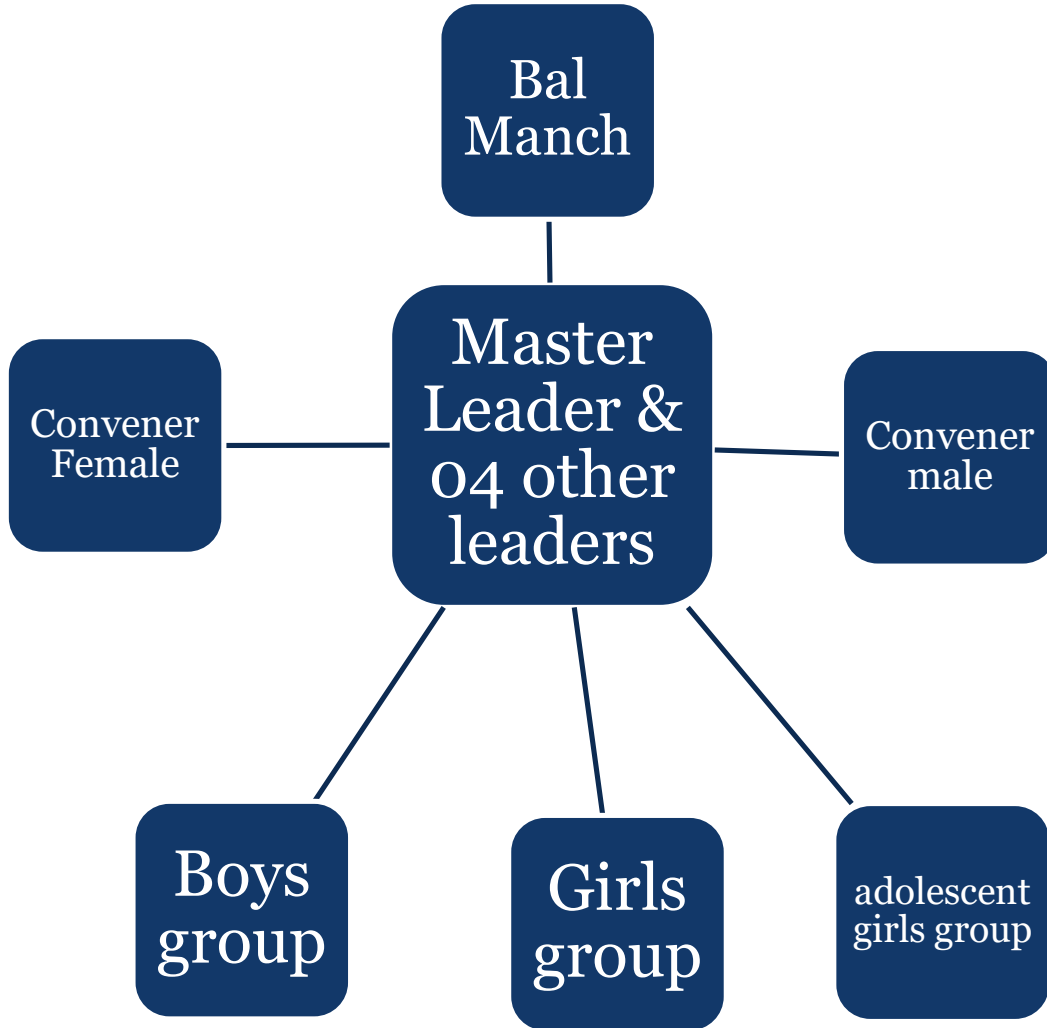 Bal
Manch
Master
Leader &
04 other
leaders
Convener
Female
Convener
male
Boys
group
Girls
group
adolescent
girls group